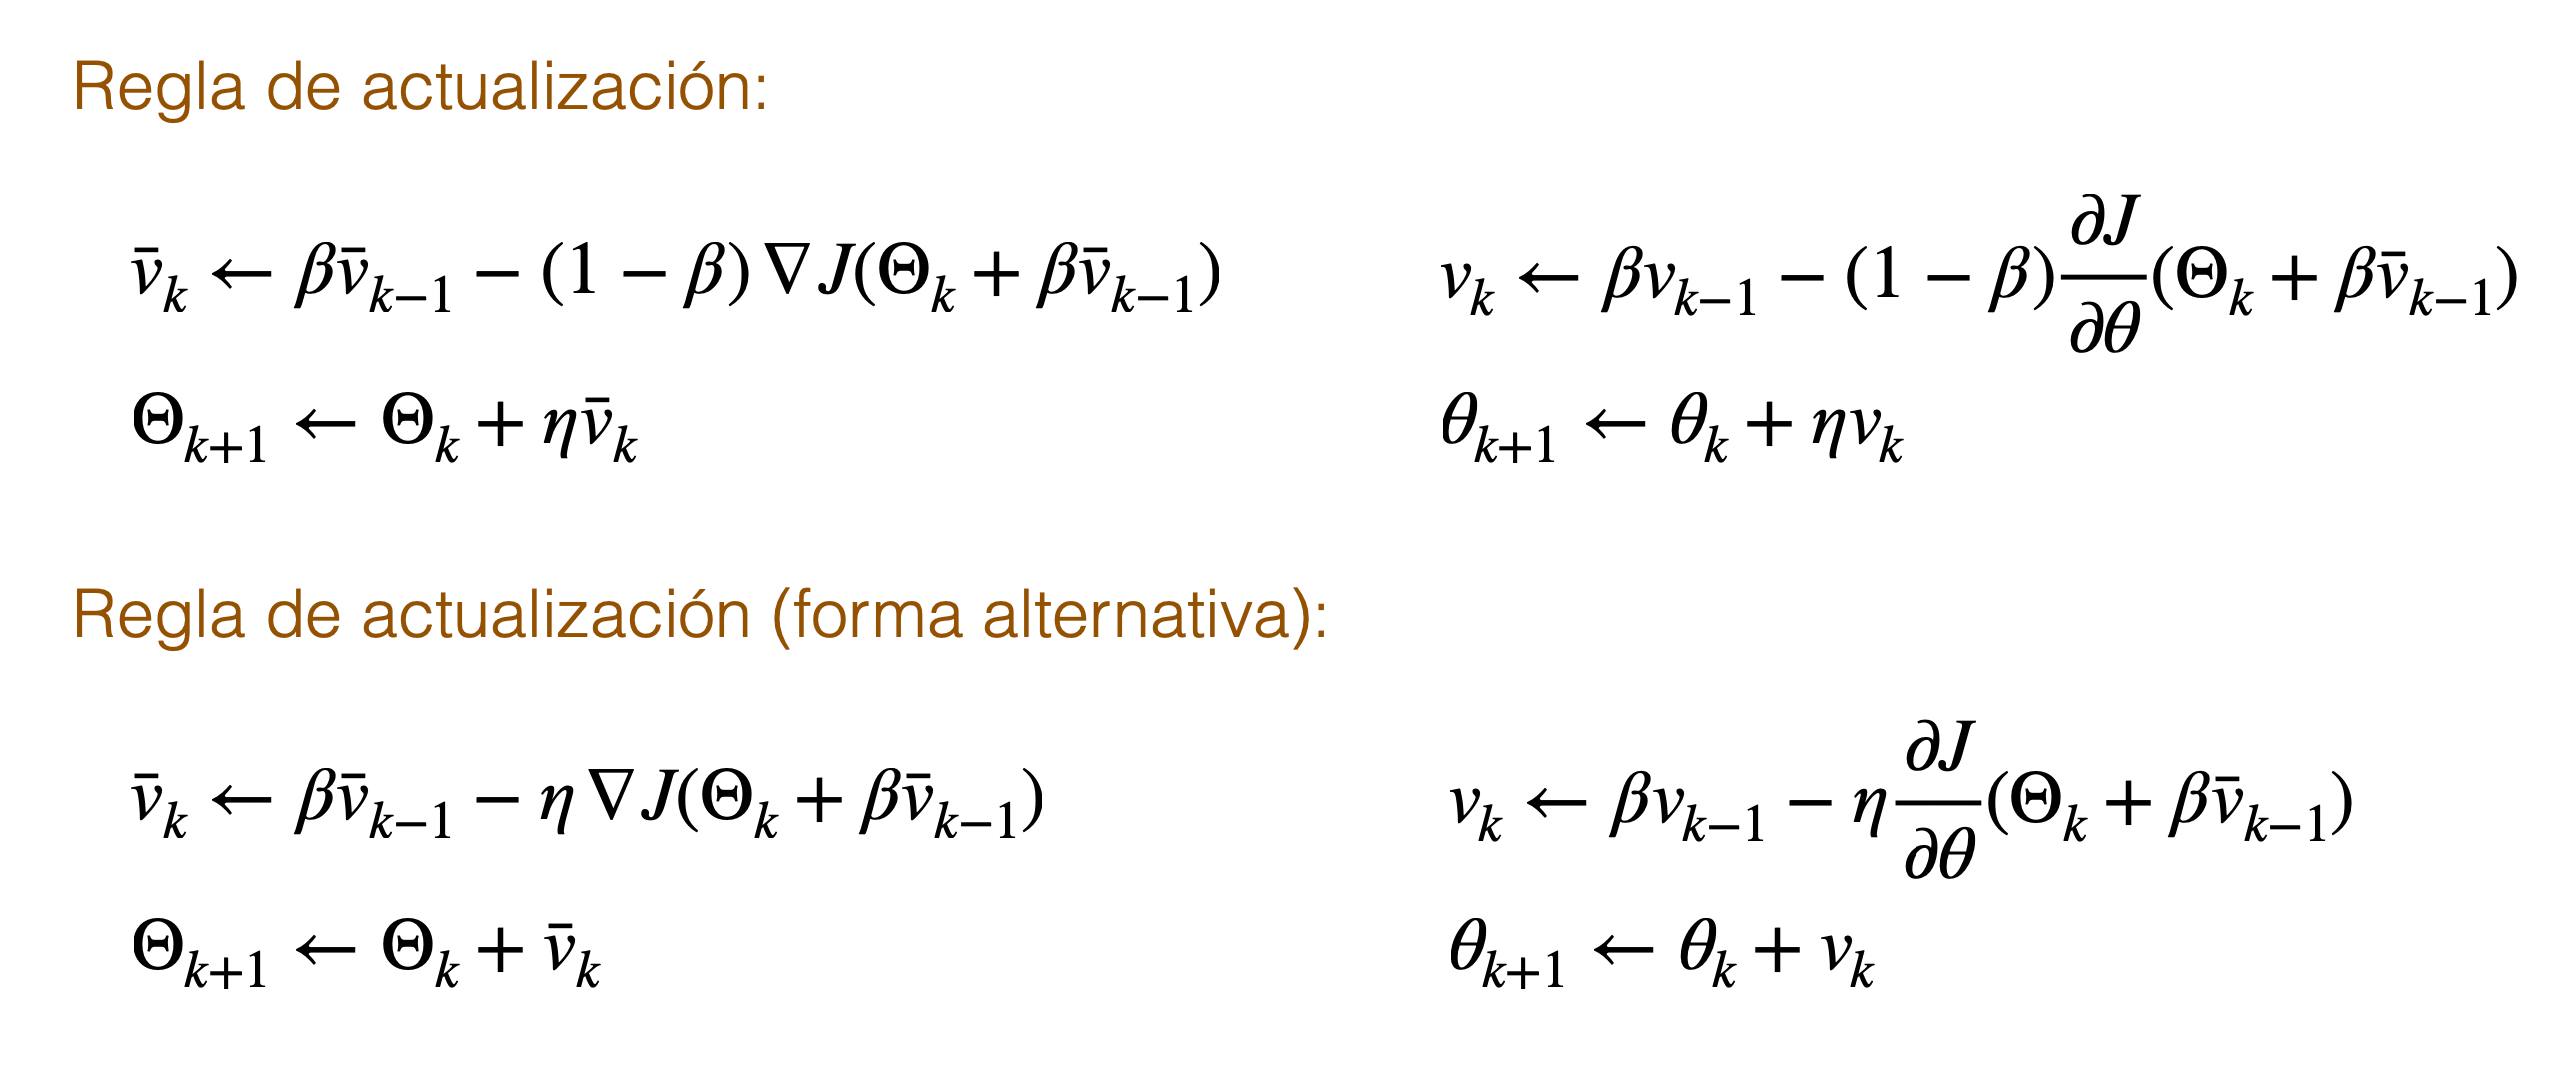 Regla de actualización:
v̄ₖ ← βv̄ₖ₋₁ − (1 − β) ∇J(Θₖ + βv̄ₖ₋₁)
vₖ ← βvₖ₋₁ − (1 − β) ∂J/∂θ (Θₖ + βv̄ₖ₋₁)
Θₖ₊₁ ← Θₖ + ηv̄ₖ
θₖ₊₁ ← θₖ + ηvₖ
Regla de actualización (forma alternativa):
v̄ₖ ← βv̄ₖ₋₁ − η ∇J(Θₖ + βv̄ₖ₋₁)
vₖ ← βvₖ₋₁ − η ∂J/∂θ (Θₖ + βv̄ₖ₋₁)
Θₖ₊₁ ← Θₖ + v̄ₖ
θₖ₊₁ ← θₖ + vₖ